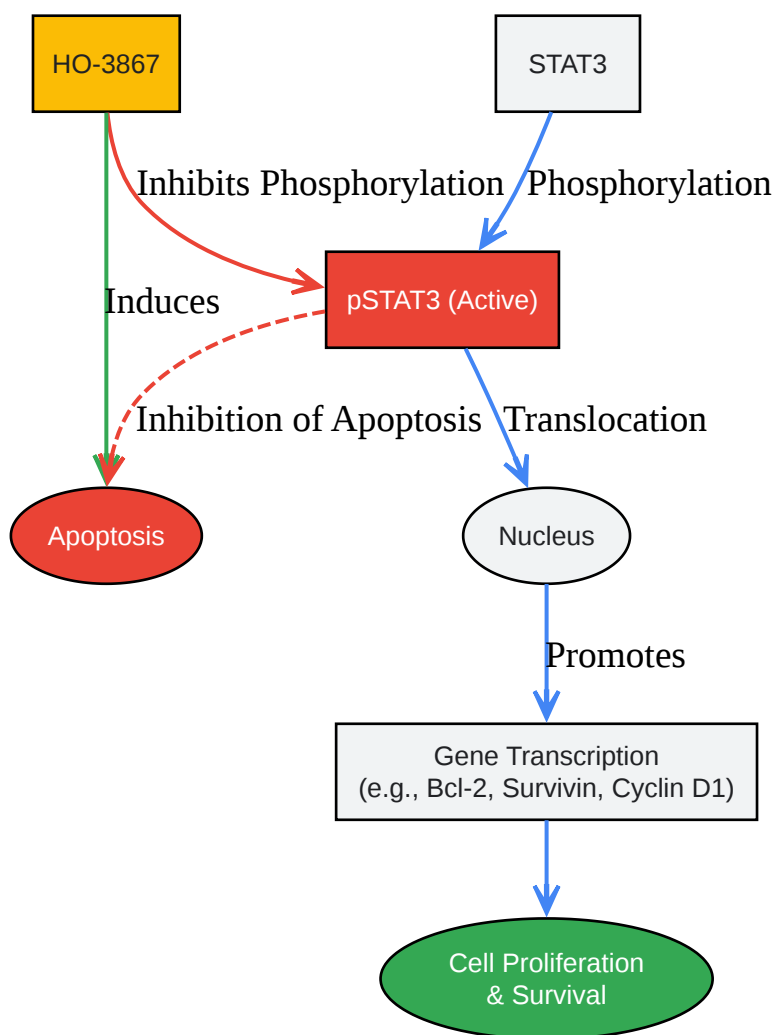 HO-3867
STAT3
Inhibits Phosphorylation
Phosphorylation
pSTAT3 (Active)
Induces
Inhibition of Apoptosis
Translocation
Apoptosis
Nucleus
Promotes
Gene Transcription
(e.g., Bcl-2, Survivin, Cyclin D1)
Cell Proliferation
& Survival